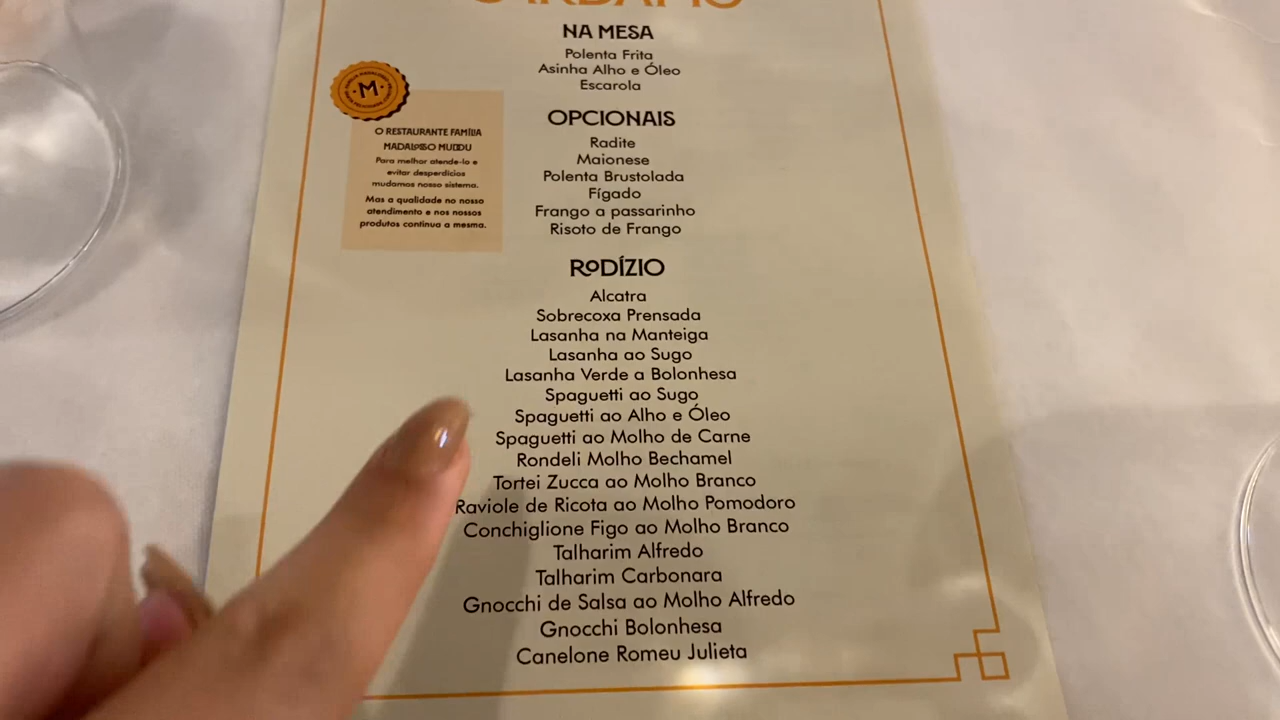 CARDÁPIO
NA MESA
Polenta Frita
Asinha Alho e Óleo
Escarola
M
O RESTAURANTE FAMÍLIA
MADALOSSO MUDOU
Para melhor atende-lo e
evitar desperdícios
mudamos nosso sistema.
Mas a qualidade no nosso
atendimento e nos nossos
produtos continua a mesma.
OPCIONAIS
Radite
Maionese
Polenta Brustolada
Fígado
Frango a passarinho
Risoto de Frango
RODÍZIO
Alcatra
Sobrecoxa Prensada
Lasanha na Manteiga
Lasanha ao Sugo
Lasanha Verde a Bolonhesa
Spaguetti ao Sugo
Spaguetti ao Alho e Óleo
Spaguetti ao Molho de Carne
Rondeli Molho Bechamel
Tortei Zucca ao Molho Branco
Raviole de Ricota ao Molho Pomodoro
Conchiglione Figo ao Molho Branco
Talharim Alfredo
Talharim Carbonara
Gnocchi de Salsa ao Molho Alfredo
Gnocchi Bolonhesa
Canelone Romeu Julieta